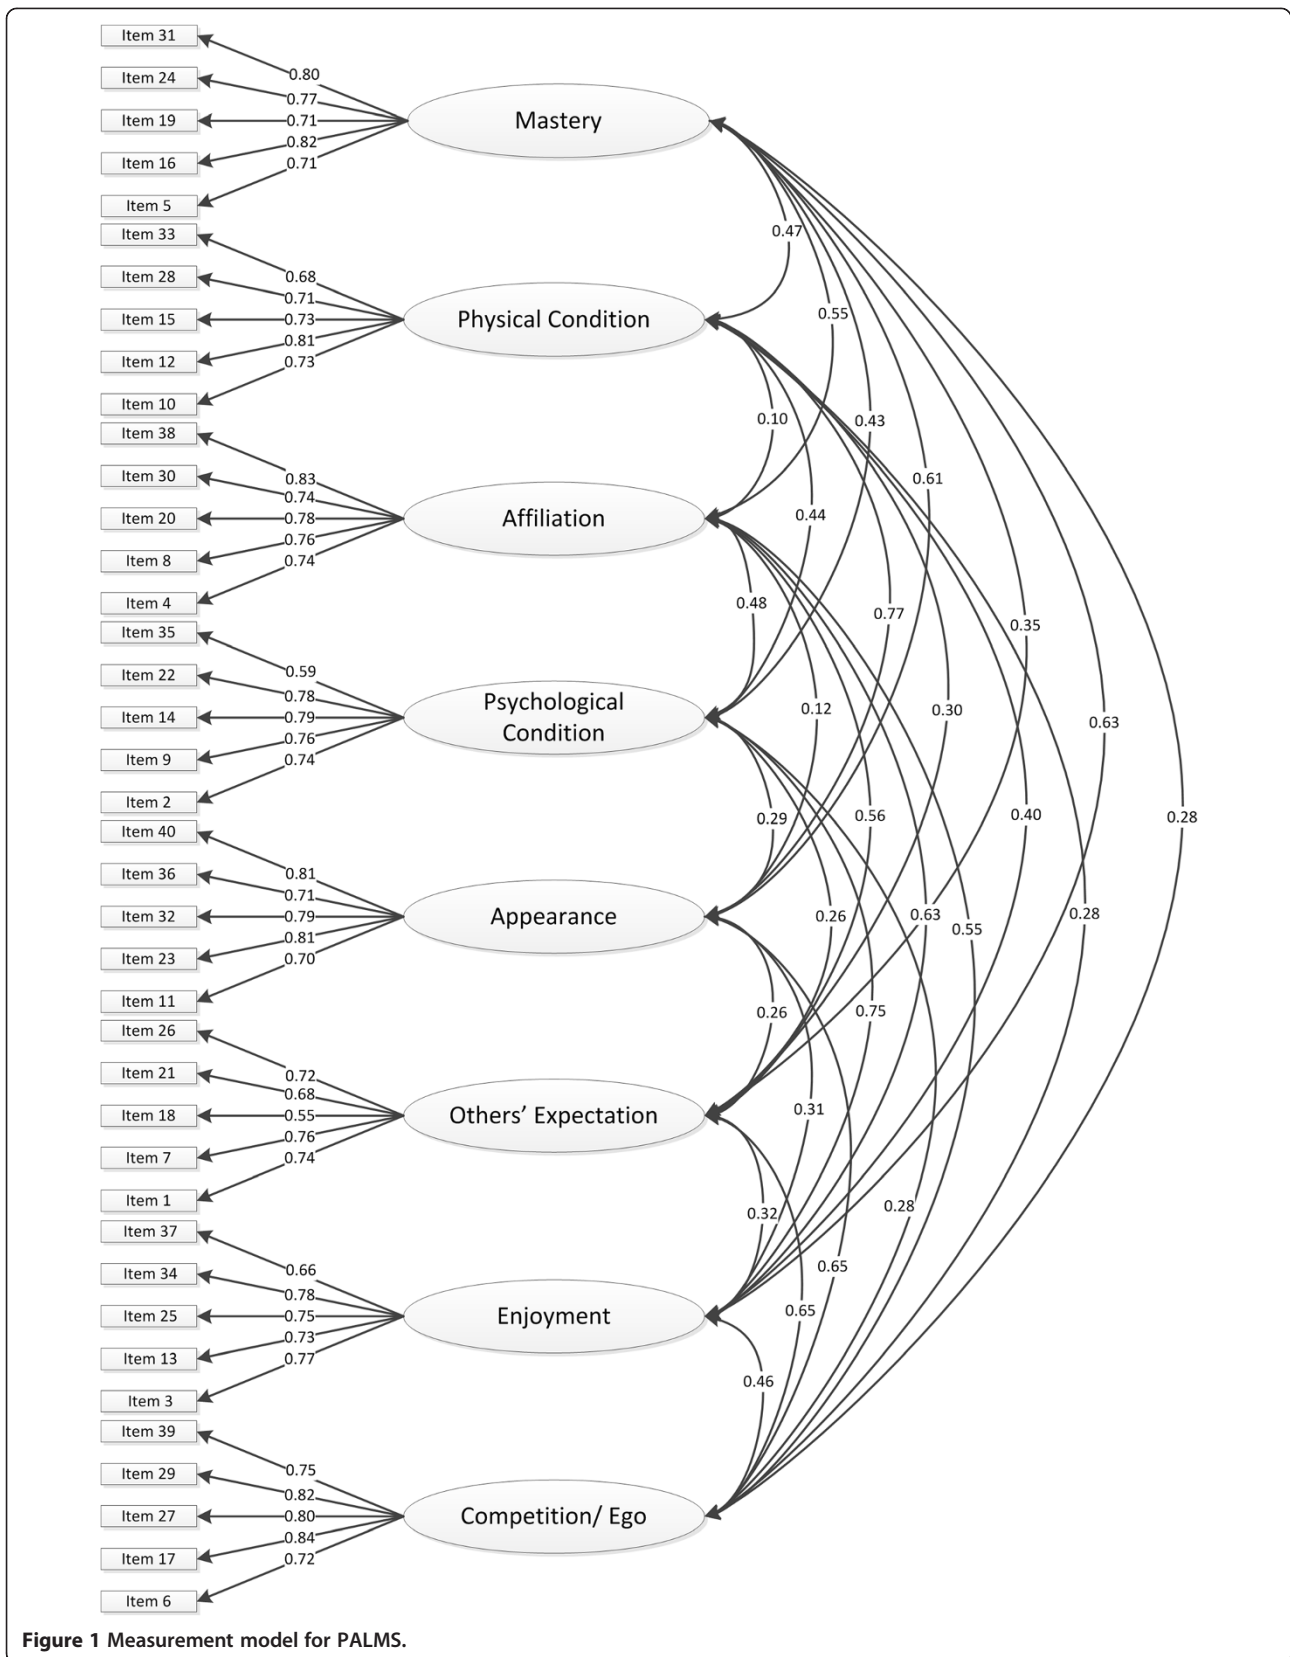 Item 31
Item 24
Item 19
Item 16
Item 5
0.80
0.77
0.71
0.82
0.71
Mastery
Item 33
Item 28
Item 15
Item 12
Item 10
0.68
0.71
0.73
0.81
0.73
Physical Condition
Item 38
Item 30
Item 20
Item 8
Item 4
0.83
0.74
0.78
0.76
0.74
Affiliation
Item 35
Item 22
Item 14
Item 9
Item 2
0.59
0.78
0.79
0.76
0.74
Psychological
Condition
Item 40
Item 36
Item 32
Item 23
Item 11
0.81
0.71
0.79
0.81
0.70
Appearance
Item 26
Item 21
Item 18
Item 7
Item 1
0.72
0.68
0.55
0.76
0.74
Others’ Expectation
Item 37
Item 34
Item 25
Item 13
Item 3
0.66
0.78
0.75
0.73
0.77
Enjoyment
Item 39
Item 29
Item 27
Item 17
Item 6
0.75
0.82
0.80
0.84
0.72
Competition/ Ego
0.47
0.55
0.10
0.43
0.61
0.44
0.48
0.77
0.35
0.12
0.30
0.63
0.29
0.56
0.40
0.28
0.26
0.63
0.55
0.28
0.26
0.75
0.31
0.32
0.28
0.65
0.65
0.46
Figure 1 Measurement model for PALMS.